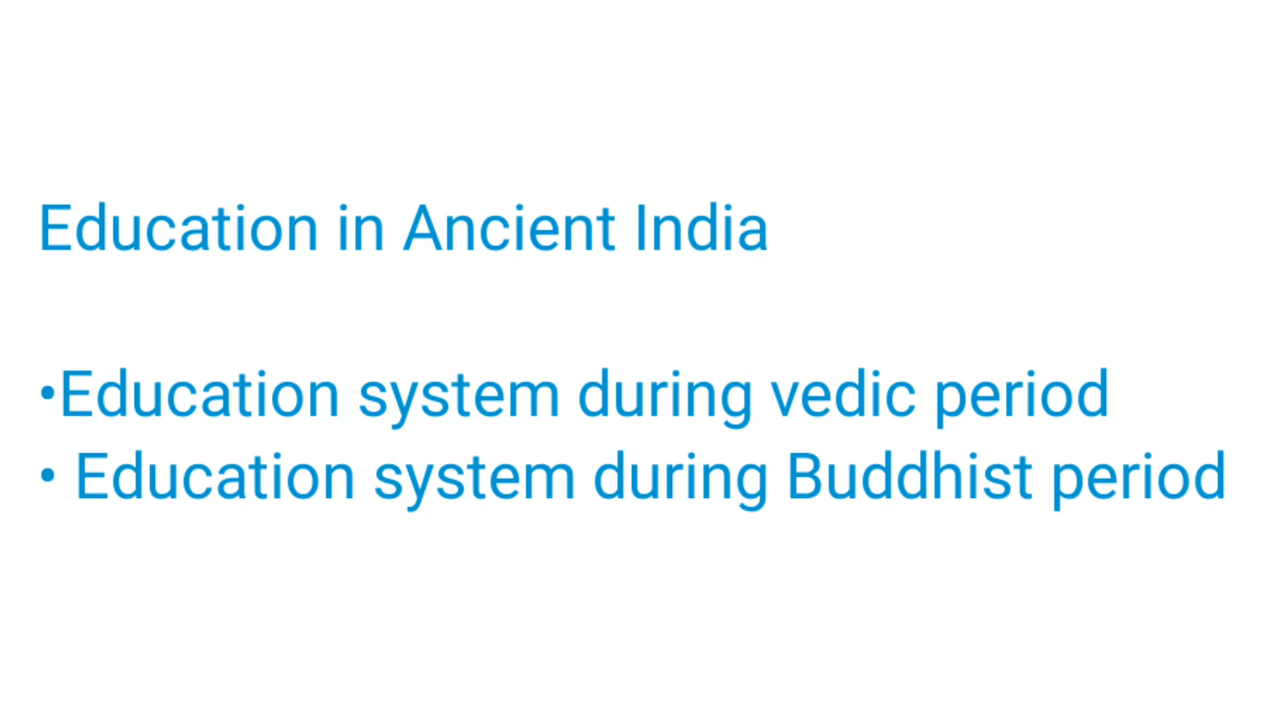 Education in Ancient India
•Education system during vedic period
• Education system during Buddhist period